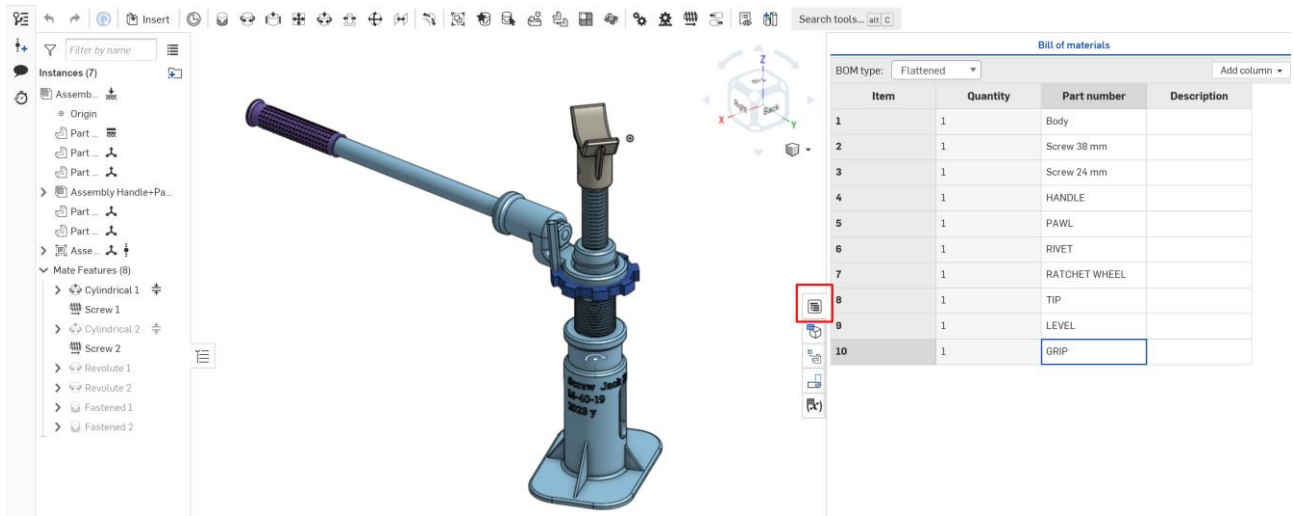 Insert
Search tools... alt C
Filter by name
Instances (7)
Assemb...
Origin
Part ...
Part ...
Part ...
Assembly Handle+Pa...
Part ...
Part ...
Asse...
Mate Features (8)
Cylindrical 1
Screw 1
Cylindrical 2
Screw 2
Revolute 1
Revolute 2
Fastened 1
Fastened 2
Z
Right
Back
X
Y
Screw Jack
M-60-19
2023 y
(x)
Bill of materials
BOM type: Flattened
Add column
Item Quantity Part number Description
1 1 Body
2 1 Screw 38 mm
3 1 Screw 24 mm
4 1 HANDLE
5 1 PAWL
6 1 RIVET
7 1 RATCHET WHEEL
8 1 TIP
9 1 LEVEL
10 1 GRIP